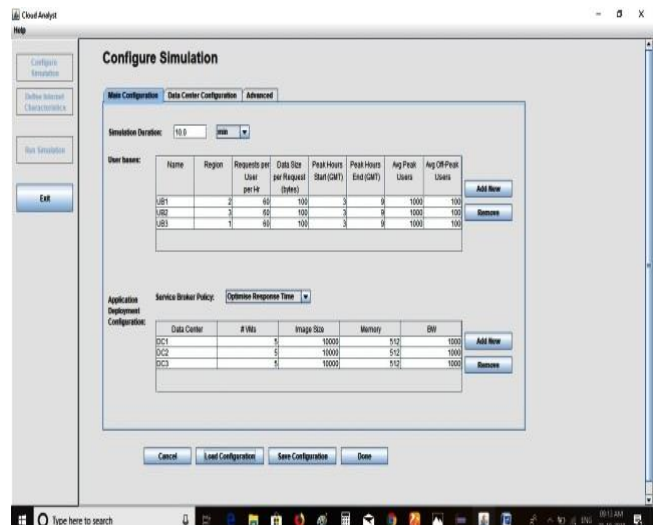 Cloud Analyst
Help
Configure Simulation
Define Internet Characteristics
Run Simulation
Exit
Configure Simulation
Main Configuration Data Center Configuration Advanced
Simulation Duration: 10.0 min
User bases:
Name Region Requests per User per Hr Data Size per Request (bytes) Peak Hours Start (GMT) Peak Hours End (GMT) Avg Peak Users Avg Off-Peak Users
UB1 2 60 100 3 9 1000 100
UB2 3 60 100 3 9 1000 100
UB3 1 60 100 3 9 1000 100
Add New
Remove
Application Deployment Configuration:
Service Broker Policy: Optimise Response Time
Data Center # VMs Image Size Memory BW
DC1 5 10000 512 1000
DC2 5 10000 512 1000
DC3 5 10000 512 1000
Add New
Remove
Cancel Load Configuration Save Configuration Done
Type here to search
ENG 09:13 AM